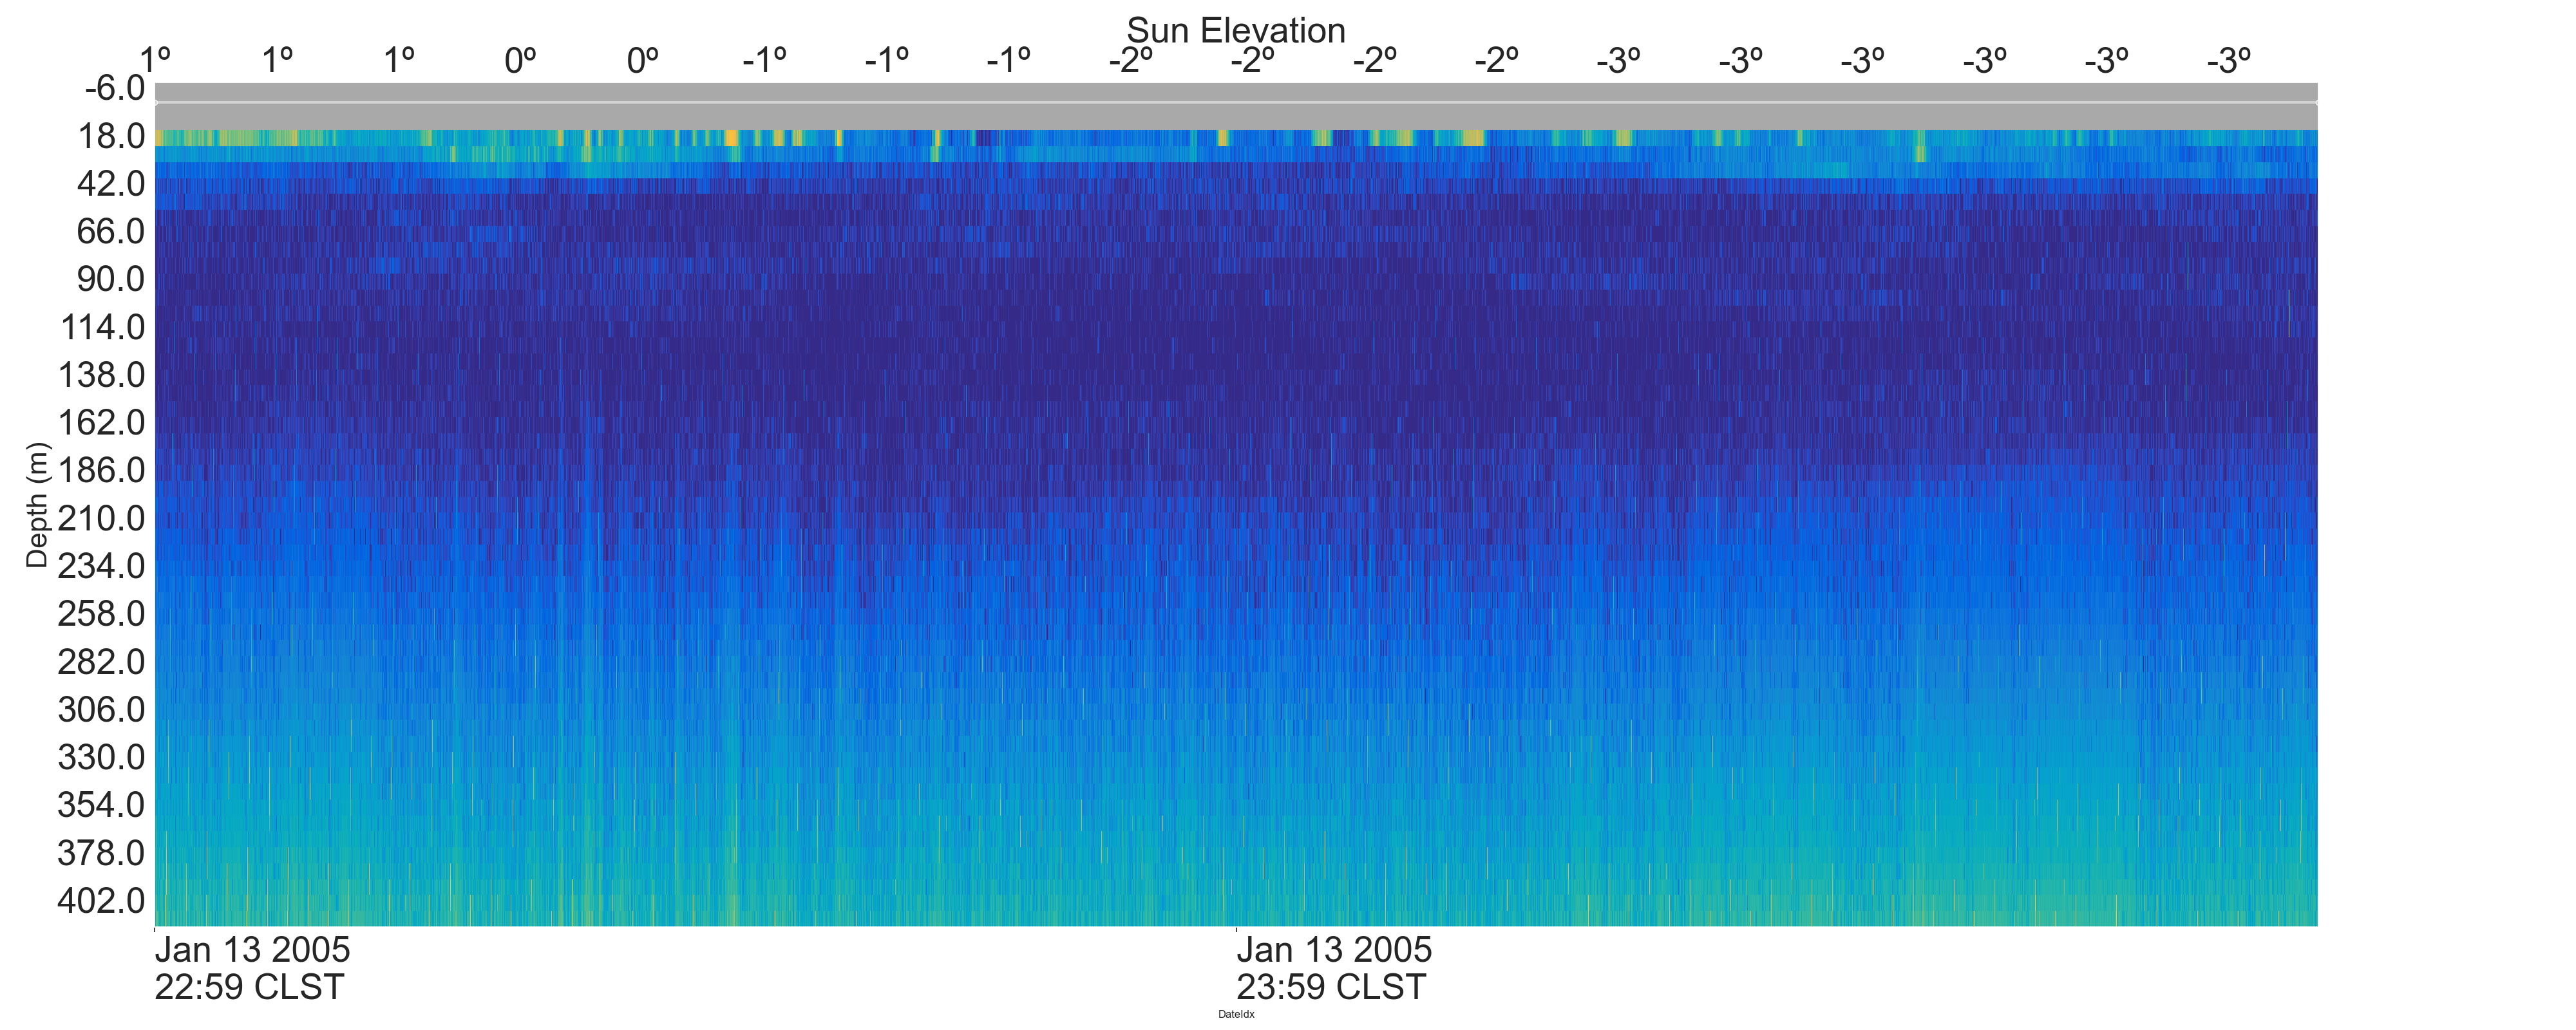 Sun Elevation
1º 1º 1º 0º 0º -1º -1º -1º -2º -2º -2º -2º -3º -3º -3º -3º -3º -3º
-6.0
18.0
42.0
66.0
90.0
114.0
138.0
162.0
186.0
210.0
234.0
258.0
282.0
306.0
330.0
354.0
378.0
402.0
Depth (m)
Jan 13 2005
22:59 CLST
Jan 13 2005
23:59 CLST
DateIdx